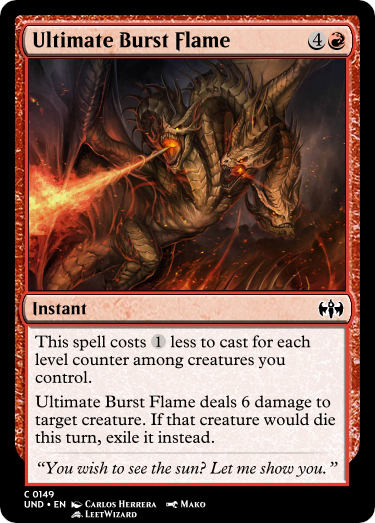 Ultimate Burst Flame 4
Instant
This spell costs 1 less to cast for each
level counter among creatures you
control.
Ultimate Burst Flame deals 6 damage to
target creature. If that creature would die
this turn, exile it instead.
“You wish to see the sun? Let me show you.”
C 0149
UND • EN Carlos Herrera Mako
LeetWizard